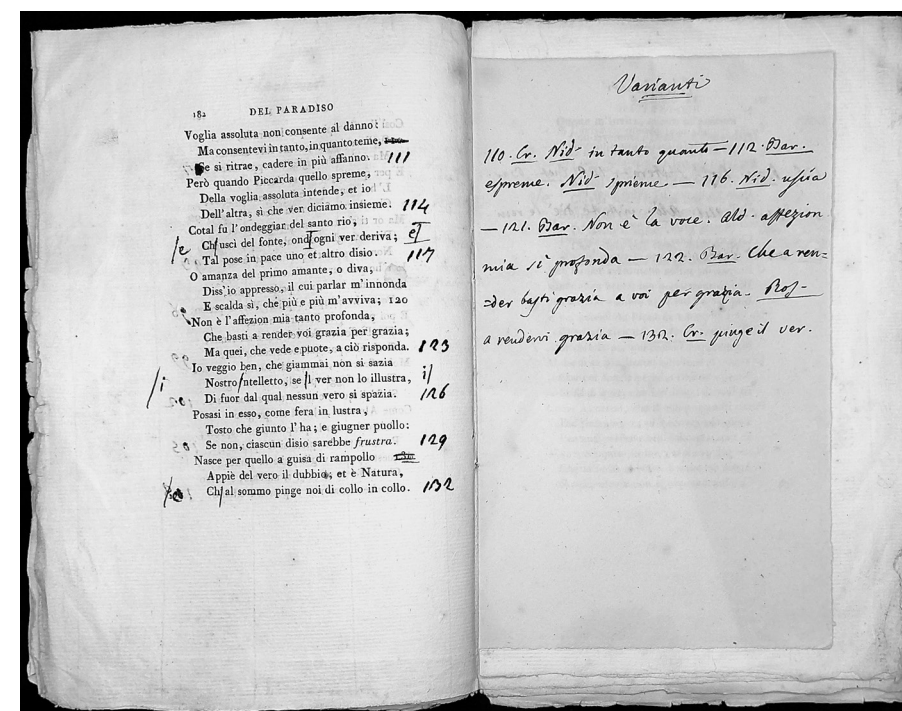 182 DEL PARADISO
Voglia assoluta non consente al danno:
Ma consentevi in tanto, in quanto teme,
Se si ritrae, cadere in più affanno. 111
Però quando Piccarda quello spreme,
Della voglia assoluta intende, et io
Dell'altra, sì che ver diciamo insieme. 114
Cotal fu l'ondeggiar del santo rio,
/e Ch/usci del fonte, ond ogni ver deriva; e/
Tal pose in pace uno et altro disio. 117
O amanza del primo amante, o diva,
Diss'io appresso, il cui parlar m'innonda
E scalda sì, che più e più m'avviva; 120
Non è l'affezion mia tanto profonda,
Che basti a render voi grazia per grazia;
Ma quei, che vede e puote, a ciò risponda. 123
Io veggio ben, che giammai non si sazia
/i Nostro/ntelletto, se /l ver non lo illustra, i/
Di fuor dal qual nessun vero si spazia. 126
Posasi in esso, come fera in lustra,
Tosto che giunto l'ha; e giugner puollo:
Se non, ciascun disio sarebbe frustra. 129
Nasce per quello a guisa di rampollo
Appiè del vero il dubbio; et è Natura,
/e Ch/al sommo pinge noi di collo in collo. 132
Varianti
110. Cr. Nid. in tanto quanto — 112. Bar.
espreme. Nid. sprieme — 116. Nid. uscia
— 121. Bar. Non è la voce. Ald. affezion
mia sì profonda — 122. Bar. Che a ren=
=der basti grazia a voi per grazia. Ros—
a rendervi grazia — 132. Cr. pinge il ver.